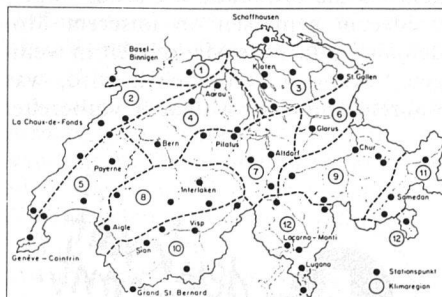 Schaffhausen
Basel-
Binningen
Kloten
St Gallen
Aarau
La Chaux-de-Fonds
Glarus
Bern
Pilatus
Altdorf
Chur
Payerne
Interlaken
Samedan
Aigle
Visp
Locarno-Monti
Sion
Genève-Cointrin
Lugano
Grand St Bernard
1
2
3
4
5
6
7
8
9
10
11
12
12
Stationspunkt
Klimaregion